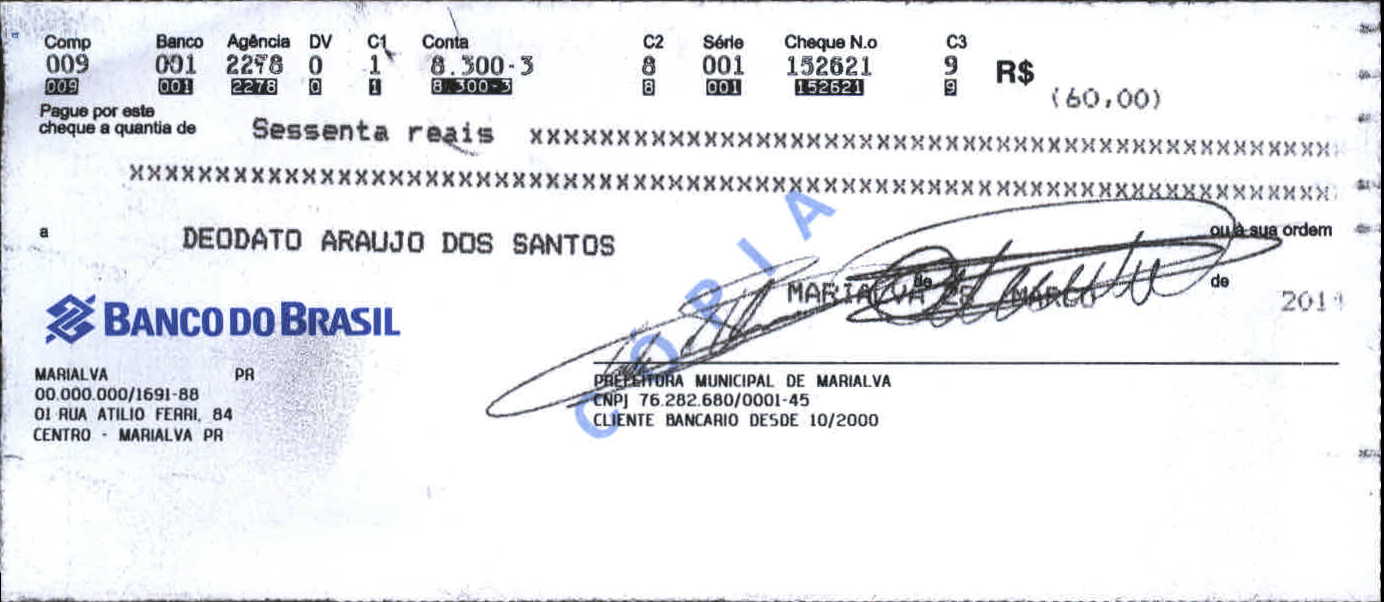 Comp Banco Agência DV C1 Conta C2 Série Cheque N.o C3
009 001 2278 0 1 8.300-3 8 001 152621 9 R$
009 001 2278 0 1 8.300-3 8 001 152621 9
(60,00)
Pague por este
cheque a quantia de Sessenta reais xxxxxxxxxxxxxxxxxxxxxxxxxxxxxxxxxxxxxxxxxxxxxxxxxxxxxxxxx
xxxxxxxxxxxxxxxxxxxxxxxxxxxxxxxxxxxxxxxxxxxxxxxxxxxxxxxxxxxxxxxxxxxxxx
a DEODATO ARAUJO DOS SANTOS ou à sua ordem
MARIALVA de MARCO de
CÓPIA
BANCO DO BRASIL
MARIALVA PR
00.000.000/1691-88
01 RUA ATILIO FERRI, 84
CENTRO - MARIALVA PR
PREFEITURA MUNICIPAL DE MARIALVA
CNPJ 76.282.680/0001-45
CLIENTE BANCARIO DESDE 10/2000